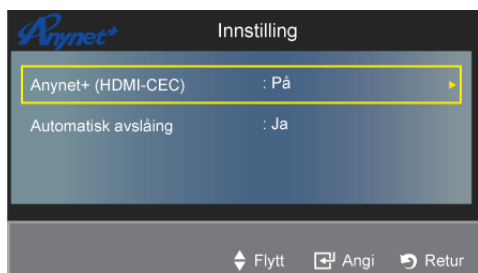 Anynet+ Innstilling
Anynet+ (HDMI-CEC) : På
Automatisk avslåing : Ja
Flytt Angi Retur